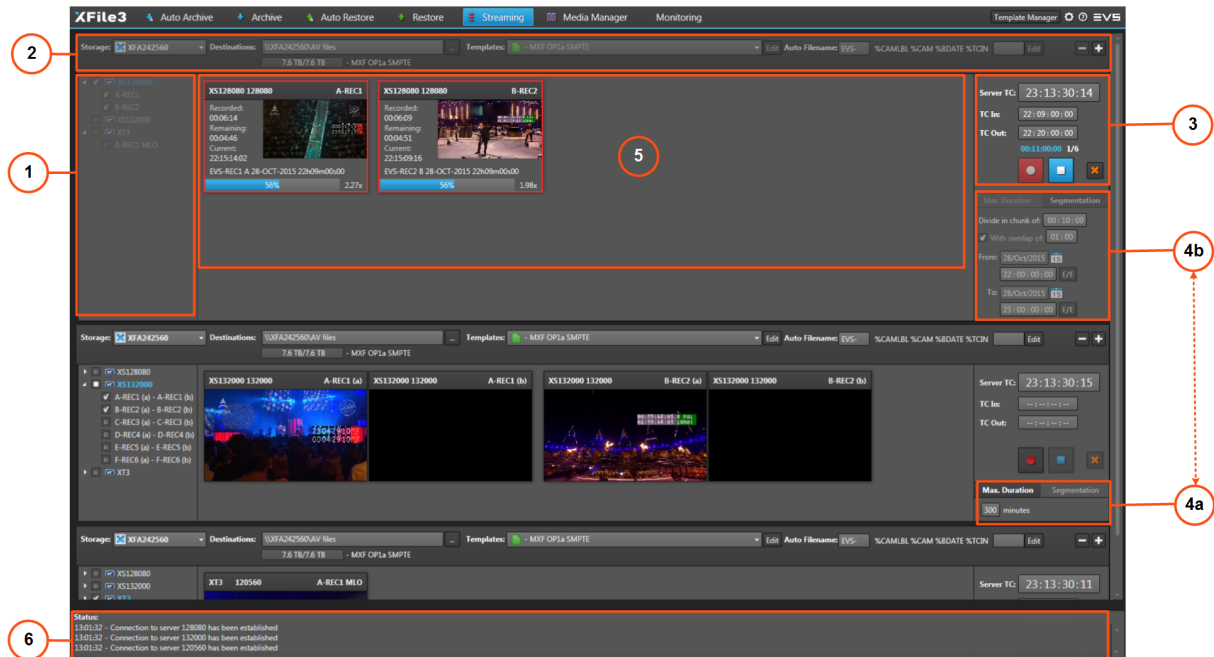 XFile3 Auto Archive Archive Auto Restore Restore Streaming Media Manager Monitoring Template Manager EVS
Storage: XFA242560 Destinations: \\XFA242560\AV files ... Templates: - MXF OP1a SMPTE Edit Auto Filename: EVS- %CAMLBL %CAM %BDATE %TCIN Edit
7.6 TB/7.6 TB - MXF OP1a SMPTE
2
XS128080
A-REC1
B-REC2
XS132000
XT3
A-REC1 MLO
1
XS128080 128080 A-REC1
Recorded:
00:06:14
Remaining:
00:04:46
Current:
22:15:14:02
EVS-REC1 A 28-OCT-2015 22h09m00s00
56% 2.27x
XS128080 128080 B-REC2
Recorded:
00:06:09
Remaining:
00:04:51
Current:
22:15:09:16
EVS-REC2 B 28-OCT-2015 22h09m00s00
56% 1.98x
5
Server TC: 23:13:30:14
TC In: 22:09:00:00
TC Out: 22:20:00:00
00:11:00:00 1/6
3
Max. Duration Segmentation
Divide in chunk of: 00:10:00
With overlap of: 01:00
From: 28/Oct/2015 15
22:00:00:00 E/E
To: 28/Oct/2015 15
23:00:00:00 E/E
4b
Storage: XFA242560 Destinations: \\XFA242560\AV files ... Templates: - MXF OP1a SMPTE Edit Auto Filename: EVS- %CAMLBL %CAM %BDATE %TCIN Edit
7.6 TB/7.6 TB - MXF OP1a SMPTE
XS128080
XS132000
A-REC1 (a) - A-REC1 (b)
B-REC2 (a) - B-REC2 (b)
C-REC3 (a) - C-REC3 (b)
D-REC4 (a) - D-REC4 (b)
E-REC5 (a) - E-REC5 (b)
F-REC6 (a) - F-REC6 (b)
XT3
XS132000 132000 A-REC1 (a)
XS132000 132000 A-REC1 (b)
XS132000 132000 B-REC2 (a)
XS132000 132000 B-REC2 (b)
Server TC: 23:13:30:15
TC In: --:--:--:--
TC Out: --:--:--:--
Max. Duration Segmentation
300 minutes
4a
Storage: XFA242560 Destinations: \\XFA242560\AV files ... Templates: - MXF OP1a SMPTE Edit Auto Filename: EVS- %CAMLBL %CAM %BDATE %TCIN Edit
7.6 TB/7.6 TB - MXF OP1a SMPTE
XS128080
XS132000
XT3
XT3 120560 A-REC1 MLO
Server TC: 23:13:30:11
Status:
13:01:32 - Connection to server 128080 has been established
13:01:32 - Connection to server 132000 has been established
13:01:32 - Connection to server 120560 has been established
6